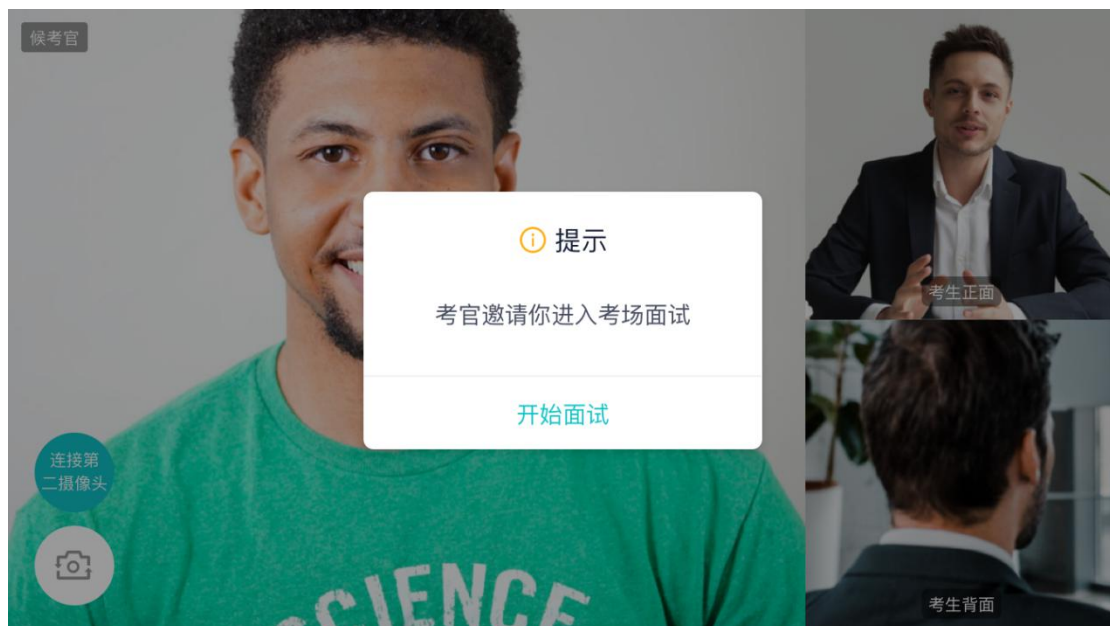 候考官
提示
考官邀请你进入考场面试
开始面试
考生正面
连接第
二摄像头
SCIENCE
考生背面